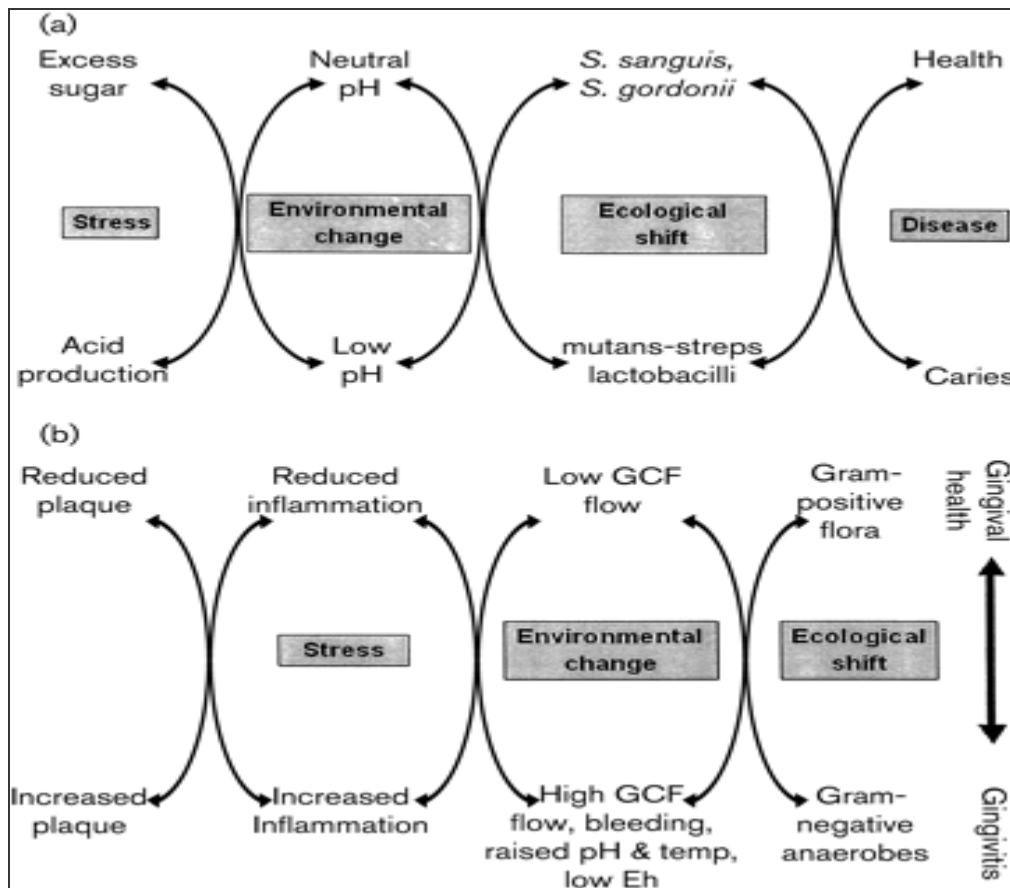 (a)
Excess
sugar
Neutral
pH
S. sanguis,
S. gordonii
Health
Stress
Environmental
change
Ecological
shift
Disease
Acid
production
Low
pH
mutans-streps
lactobacilli
Caries
(b)
Reduced
plaque
Reduced
inflammation
Low GCF
flow
Gram-
positive
flora
Gingival
health
Stress
Environmental
change
Ecological
shift
Increased
plaque
Increased
Inflammation
High GCF
flow, bleeding,
raised pH & temp,
low Eh
Gram-
negative
anaerobes
Gingivitis